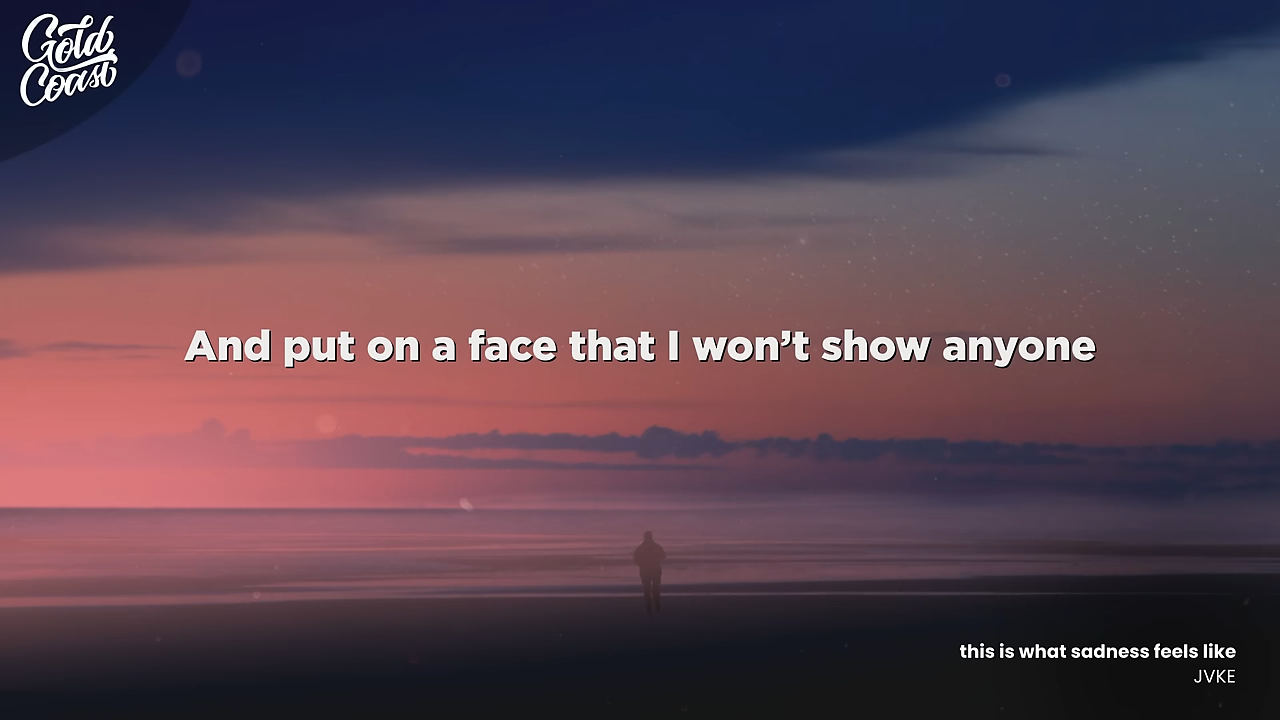 Gold
Coast
And put on a face that I won’t show anyone
this is what sadness feels like
JVKE